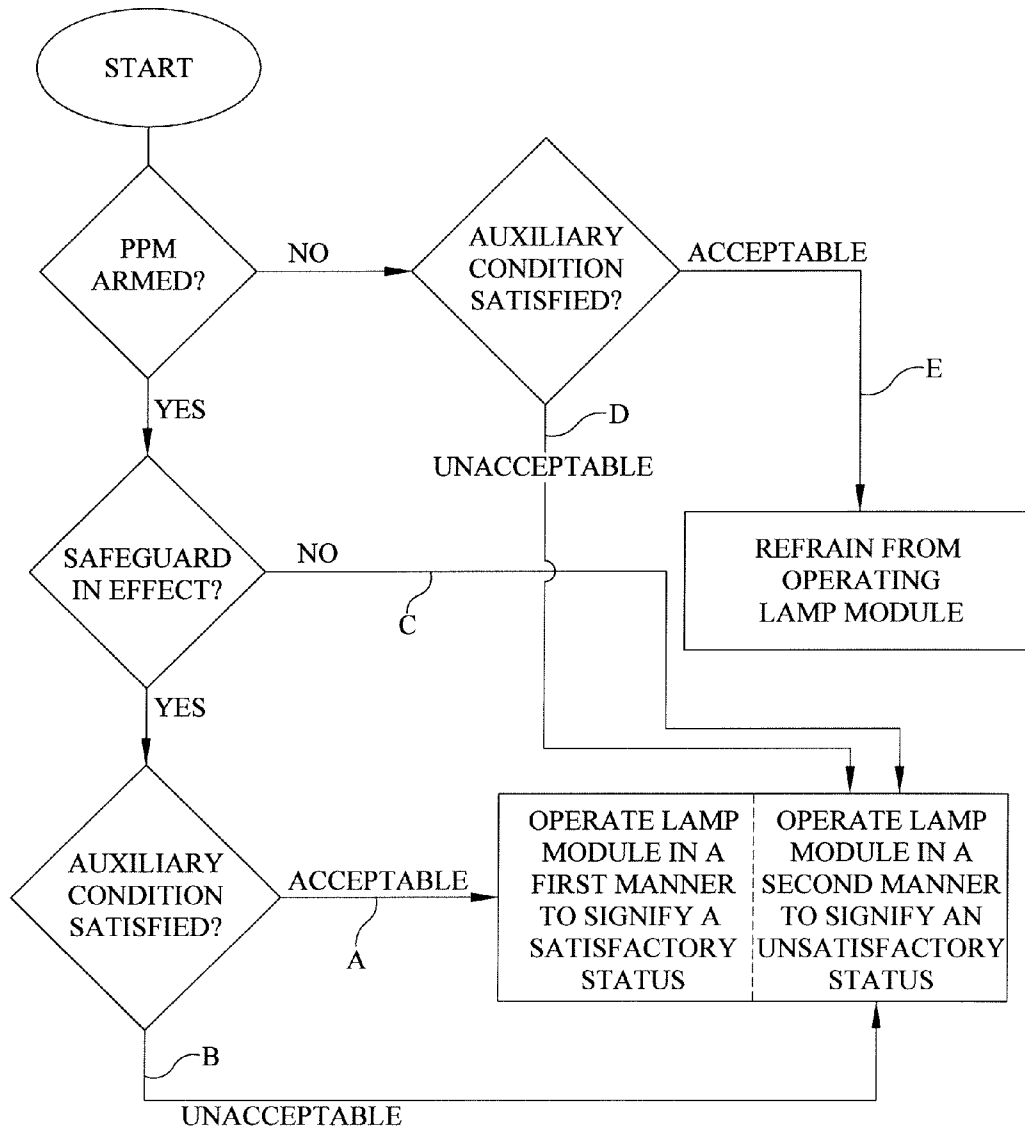 START
PPM
ARMED?
NO
AUXILIARY
CONDITION
SATISFIED?
ACCEPTABLE
E
YES
D
UNACCEPTABLE
SAFEGUARD
IN EFFECT?
NO
C
REFRAIN FROM
OPERATING
LAMP MODULE
YES
AUXILIARY
CONDITION
SATISFIED?
ACCEPTABLE
A
OPERATE LAMP
MODULE IN A
FIRST MANNER
TO SIGNIFY A
SATISFACTORY
STATUS
OPERATE LAMP
MODULE IN A
SECOND MANNER
TO SIGNIFY AN
UNSATISFACTORY
STATUS
B
UNACCEPTABLE